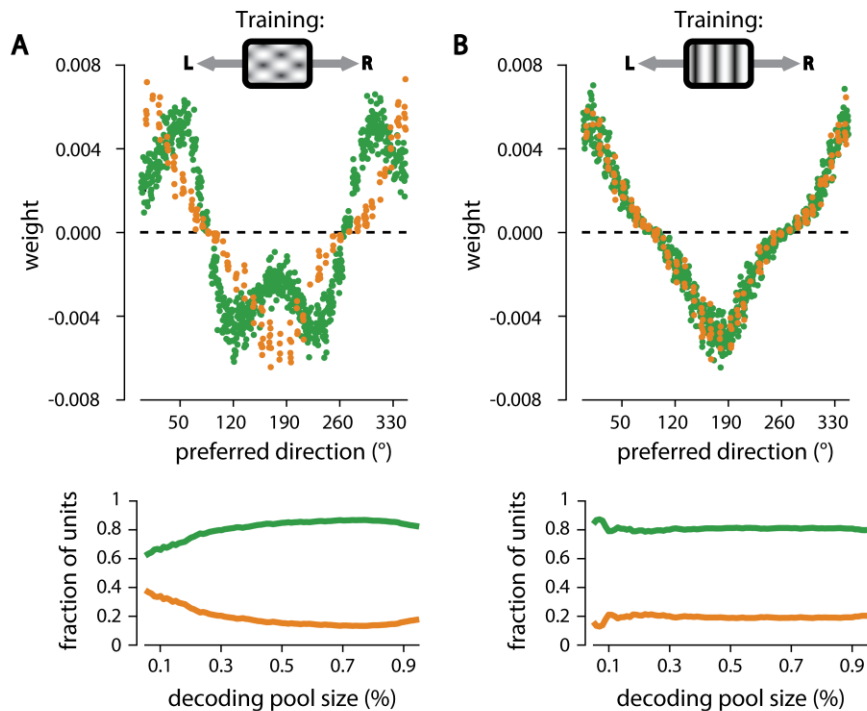 Training:
A
L
R
0.008
0.004
0.000
-0.004
-0.008
weight
50 120 190 260 330
preferred direction (°)
1
0.8
0.6
0.4
0.2
0
fraction of units
0.1 0.3 0.5 0.7 0.9
decoding pool size (%)
Training:
B
L
R
0.008
0.004
0.000
-0.004
-0.008
weight
50 120 190 260 330
preferred direction (°)
1
0.8
0.6
0.4
0.2
0
fraction of units
0.1 0.3 0.5 0.7 0.9
decoding pool size (%)